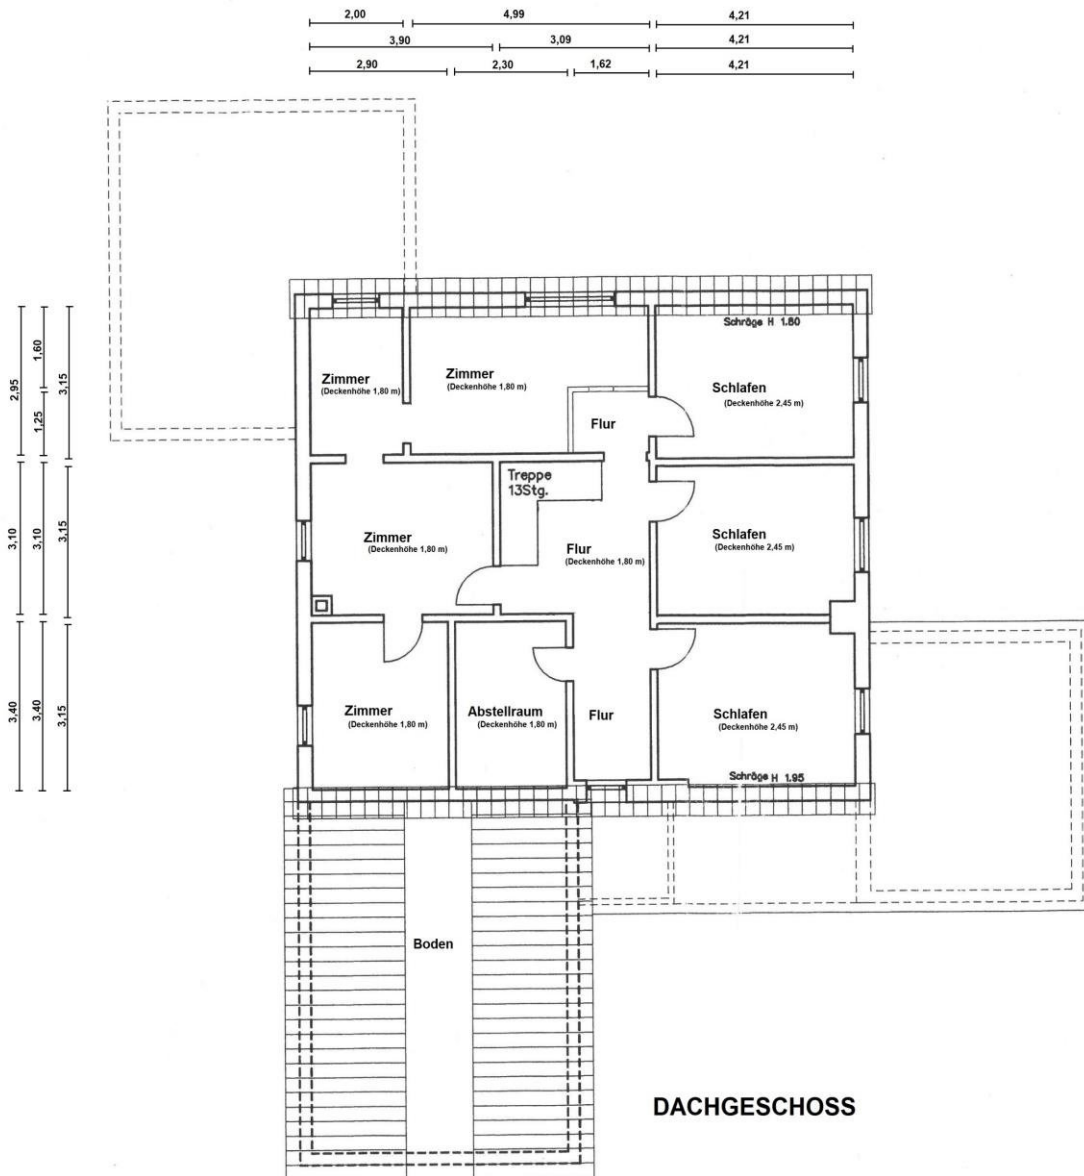 2,00 4,99 4,21
3,90 3,09 4,21
2,90 2,30 1,62 4,21
2,95
1,60
1,25
3,15
3,10
3,10
3,15
3,40
3,40
3,15
Schräge H 1.80
Zimmer
(Deckenhöhe 1,80 m)
Zimmer
(Deckenhöhe 1,80 m)
Schlafen
(Deckenhöhe 2,45 m)
Flur
Treppe
13Stg.
Zimmer
(Deckenhöhe 1,80 m)
Flur
(Deckenhöhe 1,80 m)
Schlafen
(Deckenhöhe 2,45 m)
Zimmer
(Deckenhöhe 1,80 m)
Abstellraum
(Deckenhöhe 1,80 m)
Flur
Schlafen
(Deckenhöhe 2,45 m)
Schräge H 1.95
Boden
DACHGESCHOSS